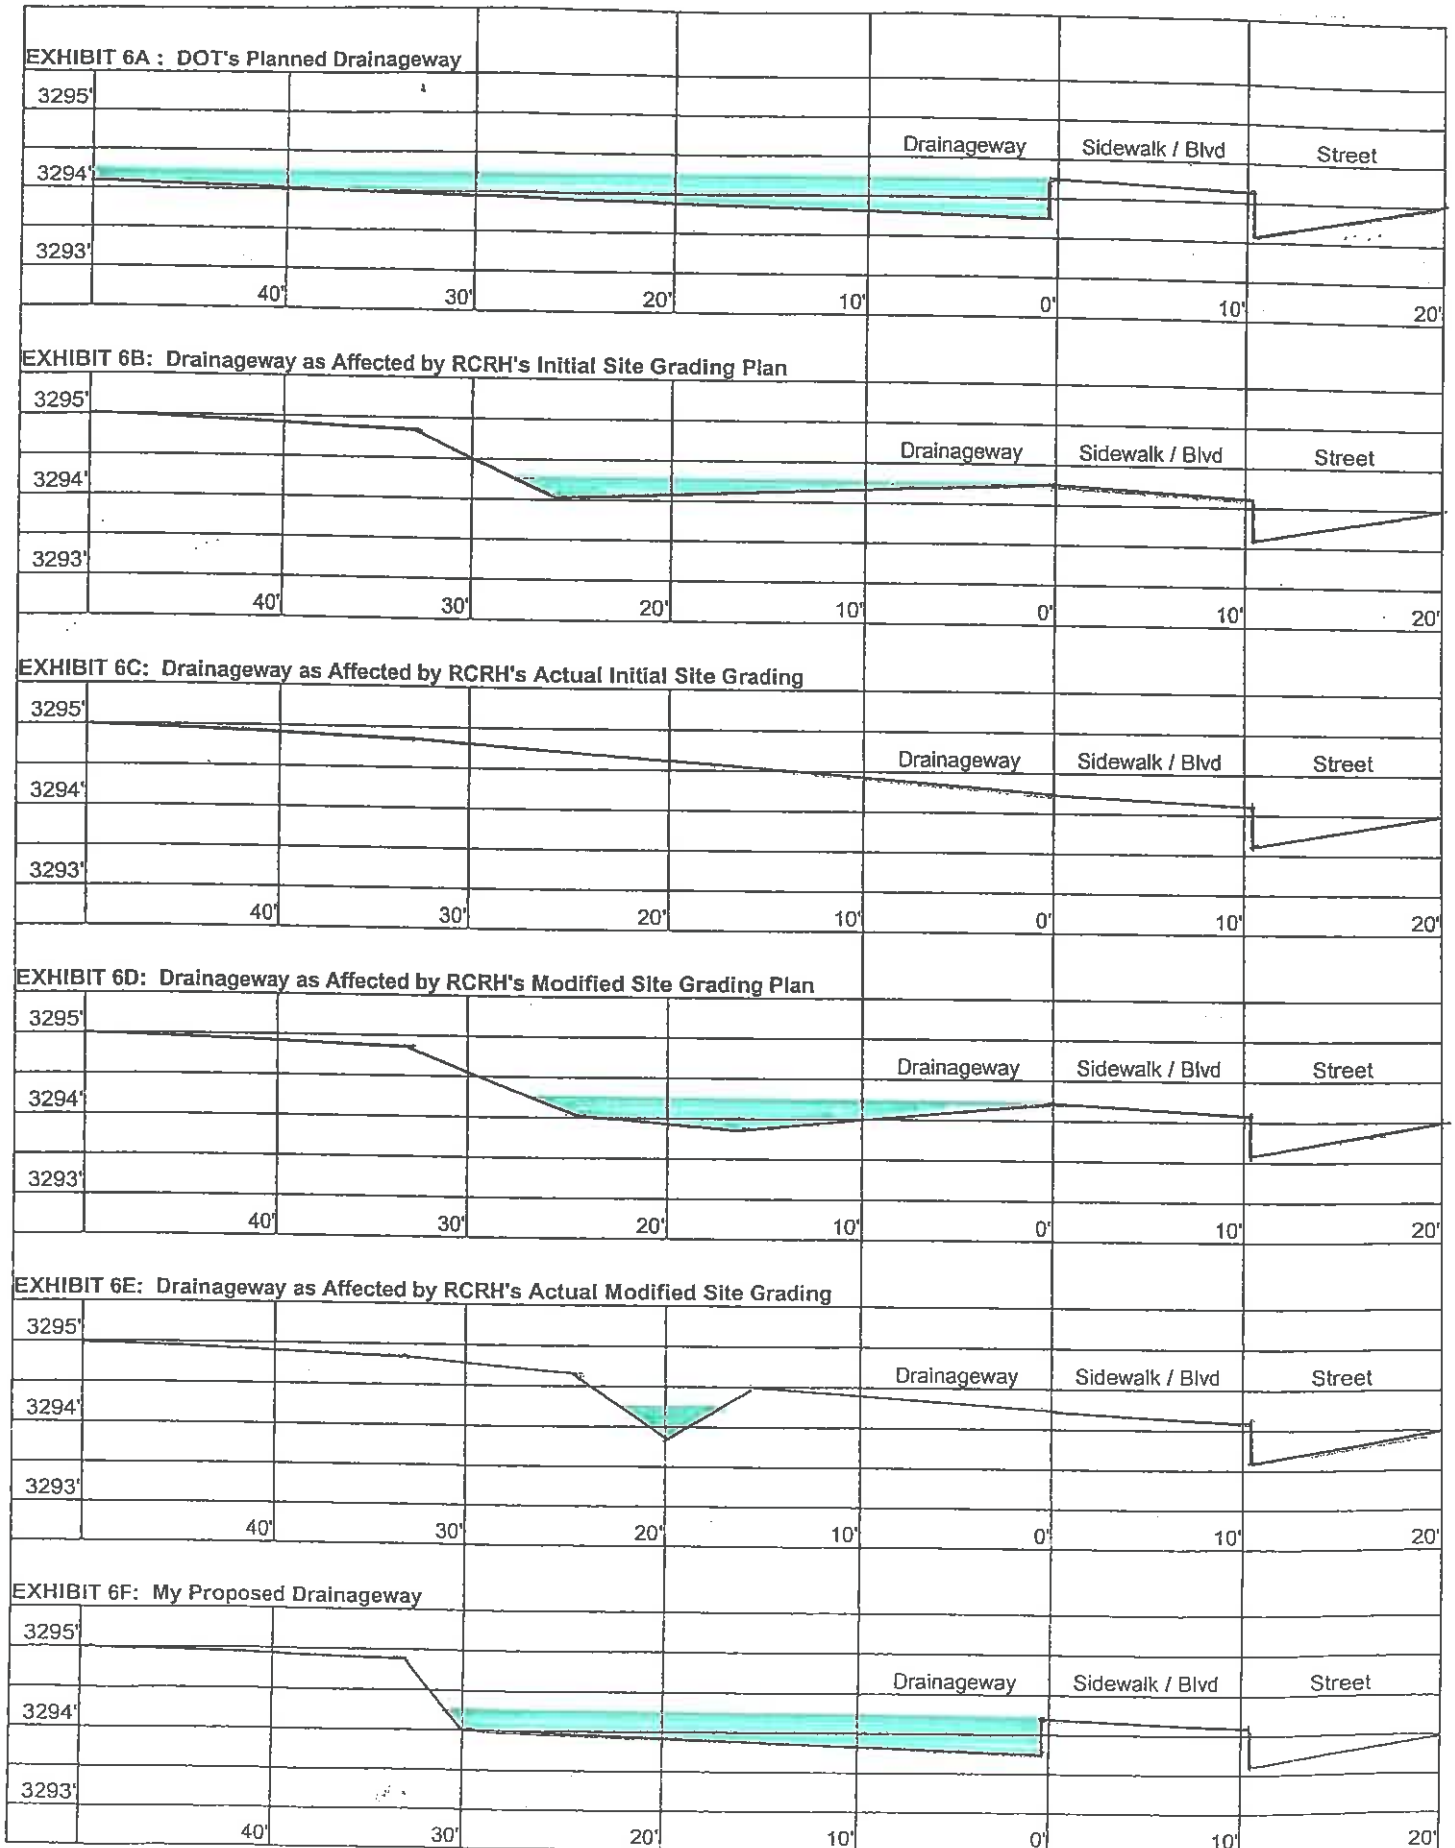 EXHIBIT 6A : DOT's Planned Drainageway
3295'
Drainageway Sidewalk / Blvd Street
3294'
3293'
40' 30' 20' 10' 0' 10' 20'
EXHIBIT 6B: Drainageway as Affected by RCRH's Initial Site Grading Plan
3295'
Drainageway Sidewalk / Blvd Street
3294'
3293'
40' 30' 20' 10' 0' 10' 20'
EXHIBIT 6C: Drainageway as Affected by RCRH's Actual Initial Site Grading
3295'
Drainageway Sidewalk / Blvd Street
3294'
3293'
40' 30' 20' 10' 0' 10' 20'
EXHIBIT 6D: Drainageway as Affected by RCRH's Modified Site Grading Plan
3295'
Drainageway Sidewalk / Blvd Street
3294'
3293'
40' 30' 20' 10' 0' 10' 20'
EXHIBIT 6E: Drainageway as Affected by RCRH's Actual Modified Site Grading
3295'
Drainageway Sidewalk / Blvd Street
3294'
3293'
40' 30' 20' 10' 0' 10' 20'
EXHIBIT 6F: My Proposed Drainageway
3295'
Drainageway Sidewalk / Blvd Street
3294'
3293'
40' 30' 20' 10' 0' 10' 20'